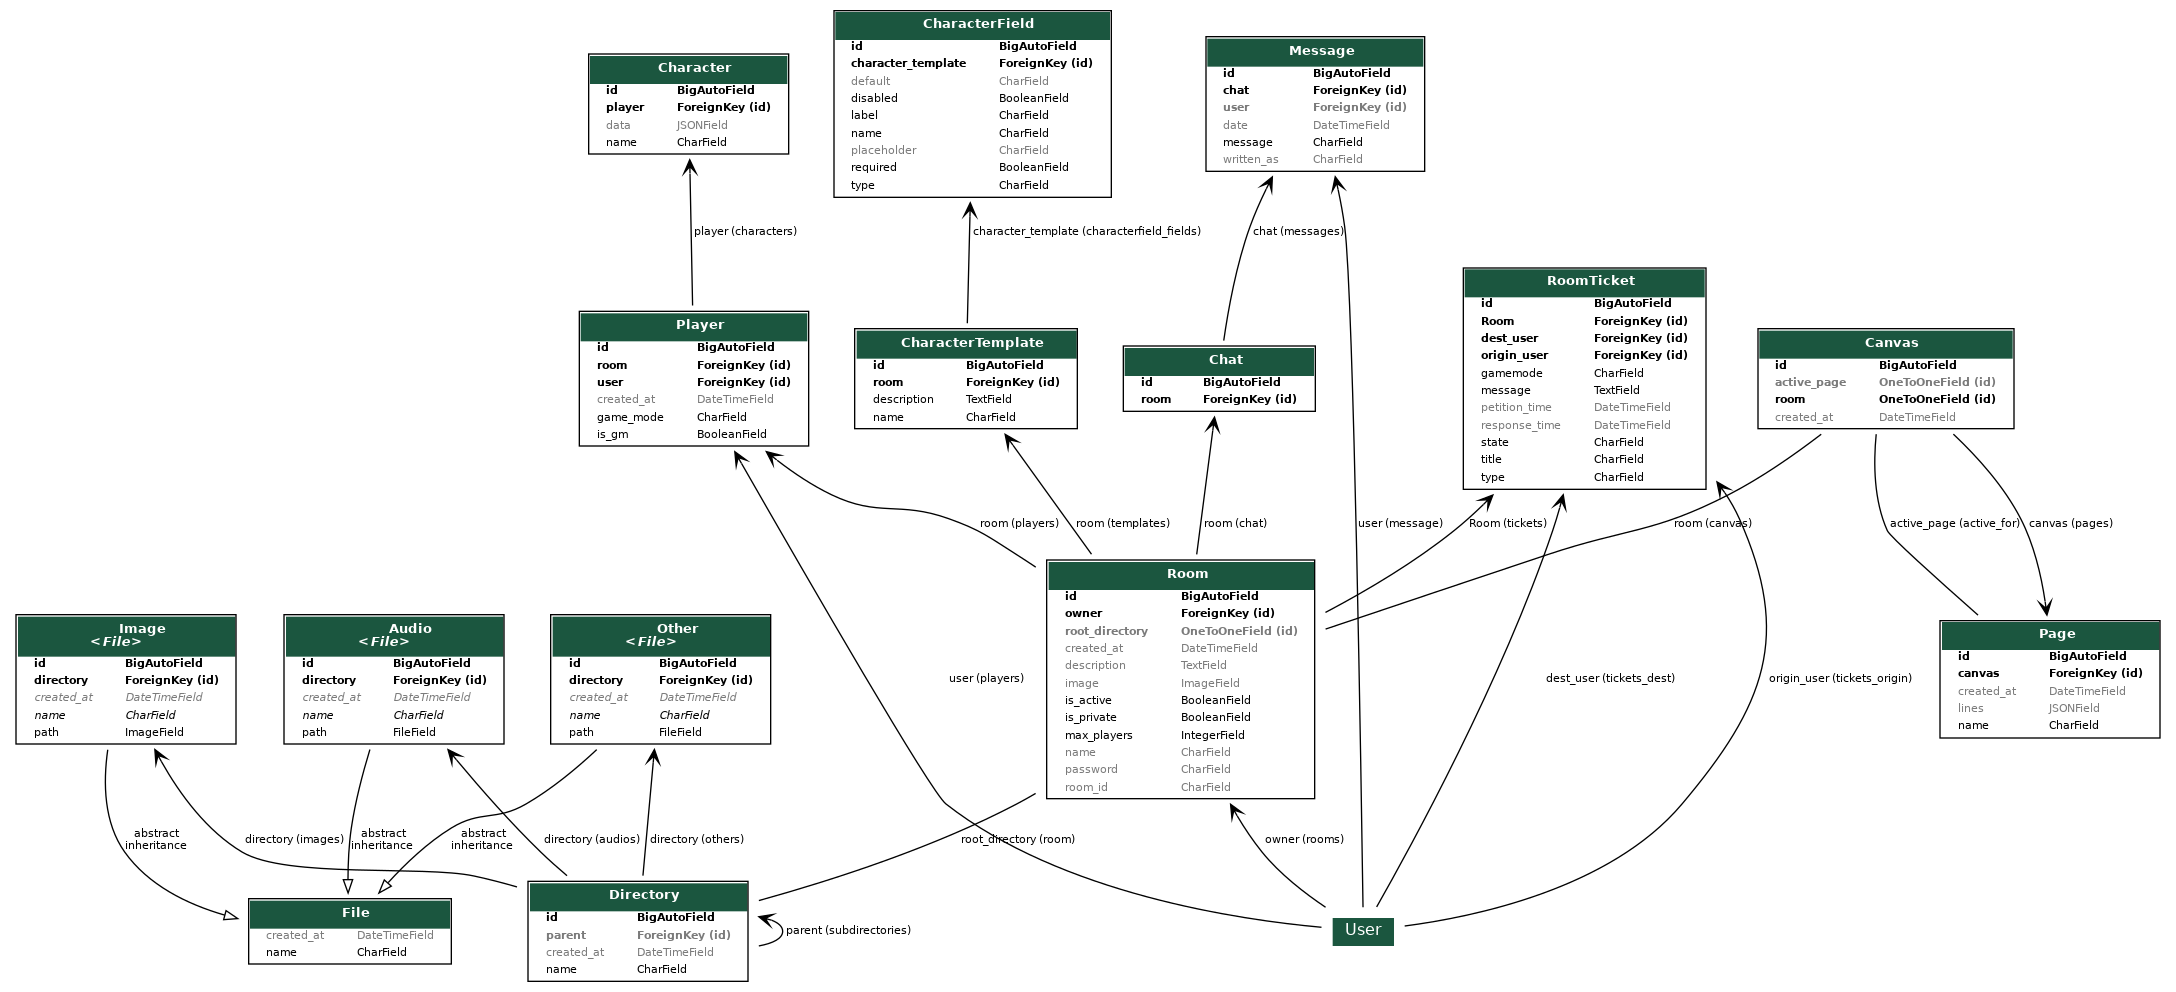 CharacterField
id BigAutoField
character_template ForeignKey (id)
default CharField
disabled BooleanField
label CharField
name CharField
placeholder CharField
required BooleanField
type CharField
Message
id BigAutoField
chat ForeignKey (id)
user ForeignKey (id)
date DateTimeField
message CharField
written_as CharField
Character
id BigAutoField
player ForeignKey (id)
data JSONField
name CharField
player (characters)
character_template (characterfield_fields)
chat (messages)
RoomTicket
id BigAutoField
Room ForeignKey (id)
dest_user ForeignKey (id)
origin_user ForeignKey (id)
gamemode CharField
message TextField
petition_time DateTimeField
response_time DateTimeField
state CharField
title CharField
type CharField
Player
id BigAutoField
room ForeignKey (id)
user ForeignKey (id)
created_at DateTimeField
game_mode CharField
is_gm BooleanField
CharacterTemplate
id BigAutoField
room ForeignKey (id)
description TextField
name CharField
Chat
id BigAutoField
room ForeignKey (id)
Canvas
id BigAutoField
active_page OneToOneField (id)
room OneToOneField (id)
created_at DateTimeField
room (players)
room (templates)
room (chat)
user (message)
Room (tickets)
room (canvas)
active_page (active_for)
canvas (pages)
Room
id BigAutoField
owner ForeignKey (id)
root_directory OneToOneField (id)
created_at DateTimeField
description TextField
image ImageField
is_active BooleanField
is_private BooleanField
max_players IntegerField
name CharField
password CharField
room_id CharField
Image
<File>
id BigAutoField
directory ForeignKey (id)
created_at DateTimeField
name CharField
path ImageField
Audio
<File>
id BigAutoField
directory ForeignKey (id)
created_at DateTimeField
name CharField
path FileField
Other
<File>
id BigAutoField
directory ForeignKey (id)
created_at DateTimeField
name CharField
path FileField
user (players)
dest_user (tickets_dest)
origin_user (tickets_origin)
Page
id BigAutoField
canvas ForeignKey (id)
created_at DateTimeField
lines JSONField
name CharField
abstract
inheritance
directory (images)
abstract
inheritance
abstract
inheritance
directory (audios)
directory (others)
root_directory (room)
owner (rooms)
File
created_at DateTimeField
name CharField
Directory
id BigAutoField
parent ForeignKey (id)
created_at DateTimeField
name CharField
parent (subdirectories)
User